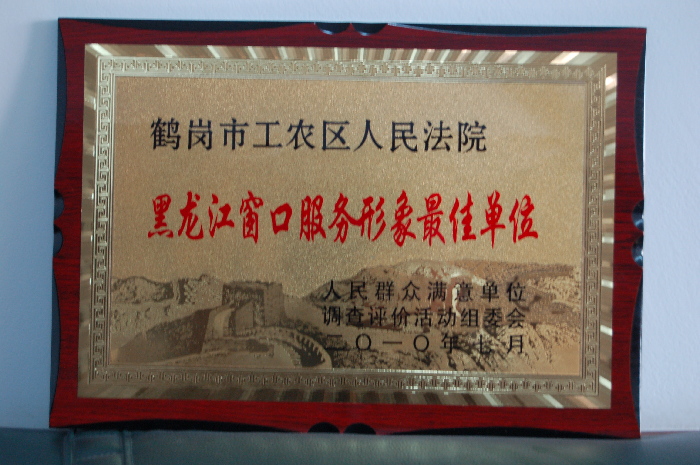 鹤岗市工农区人民法院
黑龙江窗口服务形象最佳单位
人民群众满意单位
调查评价活动组委会
二〇一〇年七月